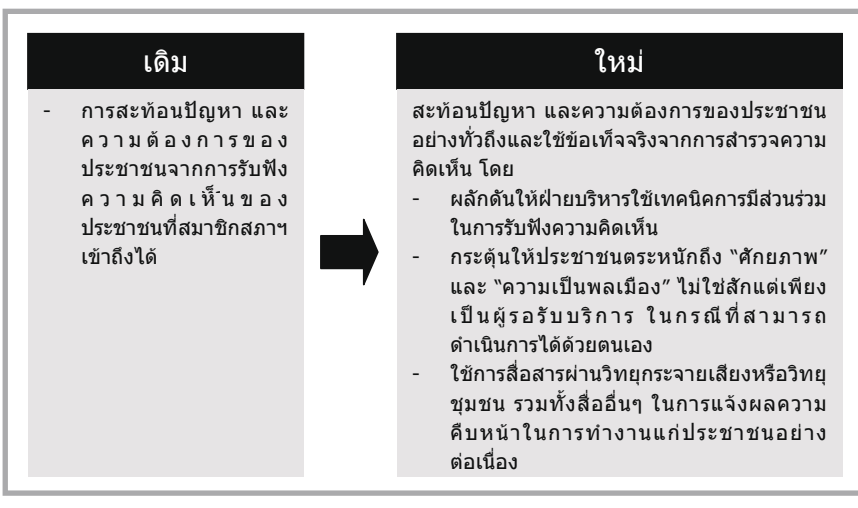 เดิม
- การสะท้อนปัญหา และ
ความต้องการของ
ประชาชนจากการรับฟัง
ความคิดเห็นของ
ประชาชนที่สมาชิกสภาฯ
เข้าถึงได้
ใหม่
สะท้อนปัญหา และความต้องการของประชาชน
อย่างทั่วถึงและใช้ข้อเท็จจริงจากการสำรวจความ
คิดเห็น โดย
- ผลักดันให้ฝ่ายบริหารใช้เทคนิคการมีส่วนร่วม
ในการรับฟังความคิดเห็น
- กระตุ้นให้ประชาชนตระหนักถึง “ศักยภาพ”
และ “ความเป็นพลเมือง” ไม่ใช่สักแต่เพียง
เป็นผู้รอรับบริการ ในกรณีที่สามารถ
ดำเนินการได้ด้วยตนเอง
- ใช้การสื่อสารผ่านวิทยุกระจายเสียงหรือวิทยุ
ชุมชน รวมทั้งสื่ออื่นๆ ในการแจ้งผลความ
คืบหน้าในการทำงานแก่ประชาชนอย่าง
ต่อเนื่อง